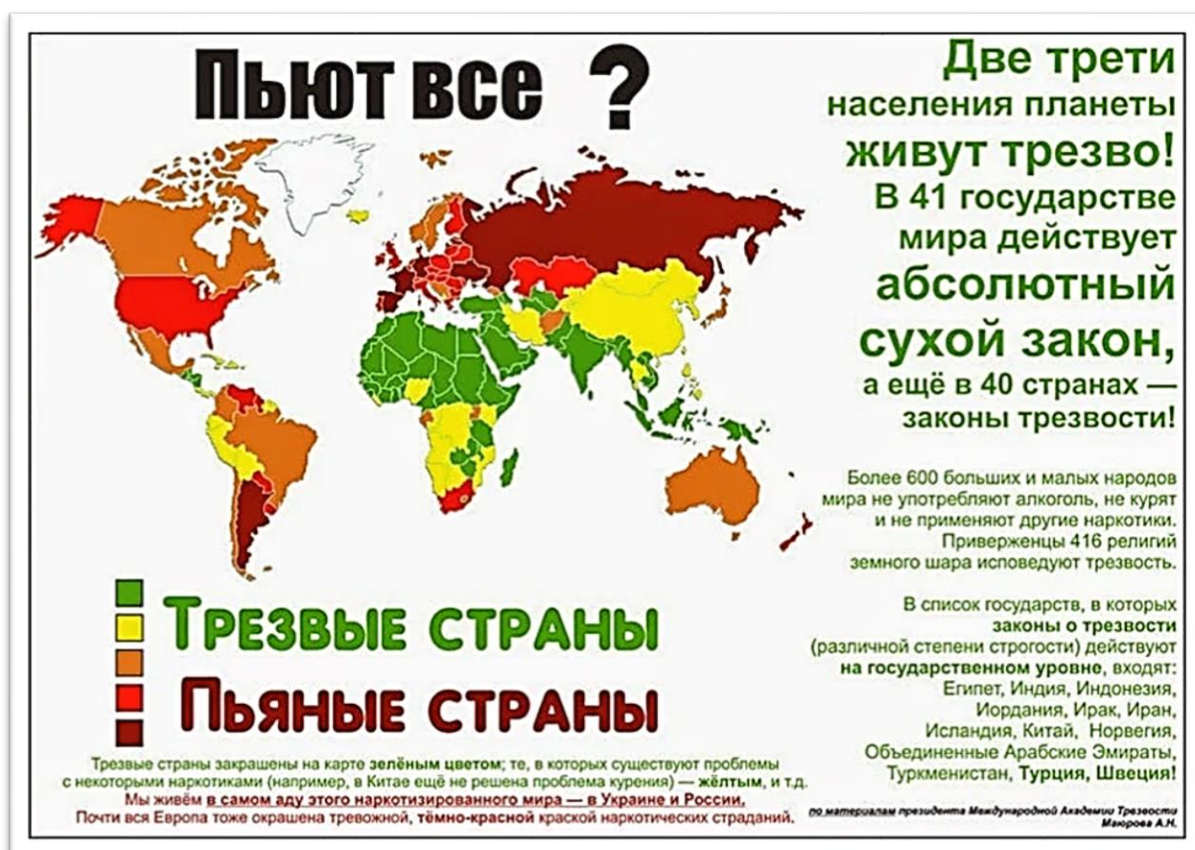 Пьют все ?
Две трети
населения планеты
живут трезво!
В 41 государстве
мира действует
абсолютный
сухой закон,
а ещё в 40 странах —
законы трезвости!
Более 600 больших и малых народов
мира не употребляют алкоголь, не курят
и не применяют другие наркотики.
Приверженцы 416 религий
земного шара исповедуют трезвость.
В список государств, в которых
законы о трезвости
(различной степени строгости) действуют
на государственном уровне, входят:
Египет, Индия, Индонезия,
Иордания, Ирак, Иран,
Исландия, Китай, Норвегия,
Объединенные Арабские Эмираты,
Туркменистан, Турция, Швеция!
по материалам президента Международной Академии Трезвости
Маюрова А.Н.
Трезвые страны
Пьяные страны
Трезвые страны закрашены на карте зелёным цветом; те, в которых существуют проблемы
с некоторыми наркотиками (например, в Китае ещё не решена проблема курения) — жёлтым, и т.д.
Мы живём в самом аду этого наркотизированного мира — в Украине и России.
Почти вся Европа тоже окрашена тревожной, тёмно-красной краской наркотических страданий.